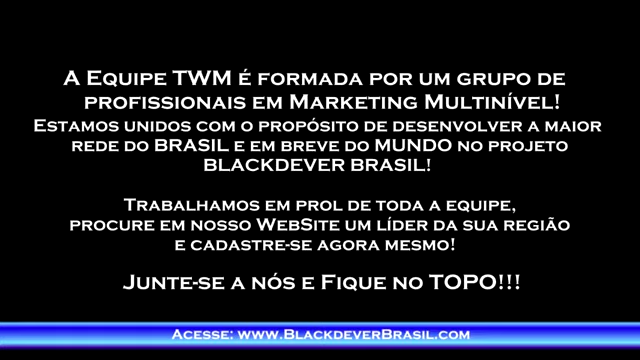 A Equipe TWM é formada por um grupo de
profissionais em Marketing Multinível!
Estamos unidos com o propósito de desenvolver a maior
rede do BRASIL e em breve do MUNDO no projeto
BLACKDEVER BRASIL!
Trabalhamos em prol de toda a equipe,
procure em nosso WebSite um líder da sua região
e cadastre-se agora mesmo!
Junte-se a nós e Fique no TOPO!!!
Acesse: www.BlackdeverBrasil.com